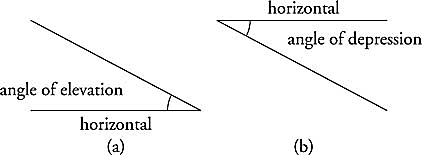 horizontal
angle of depression
angle of elevation
horizontal
(a)
(b)